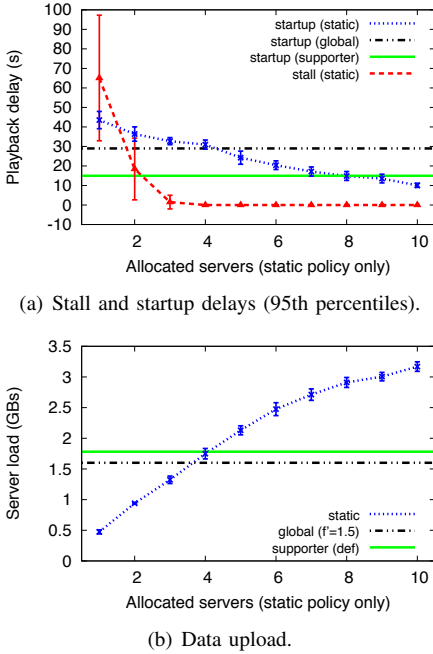 startup (static)
startup (global)
startup (supporter)
stall (static)
100
90
80
70
60
50
40
30
20
10
0
-10
Playback delay (s)
2 4 6 8 10
Allocated servers (static policy only)
(a) Stall and startup delays (95th percentiles).
3.5
3
2.5
2
1.5
1
0.5
0
Server load (GBs)
static
global (f'=1.5)
supporter (def)
2 4 6 8 10
Allocated servers (static policy only)
(b) Data upload.